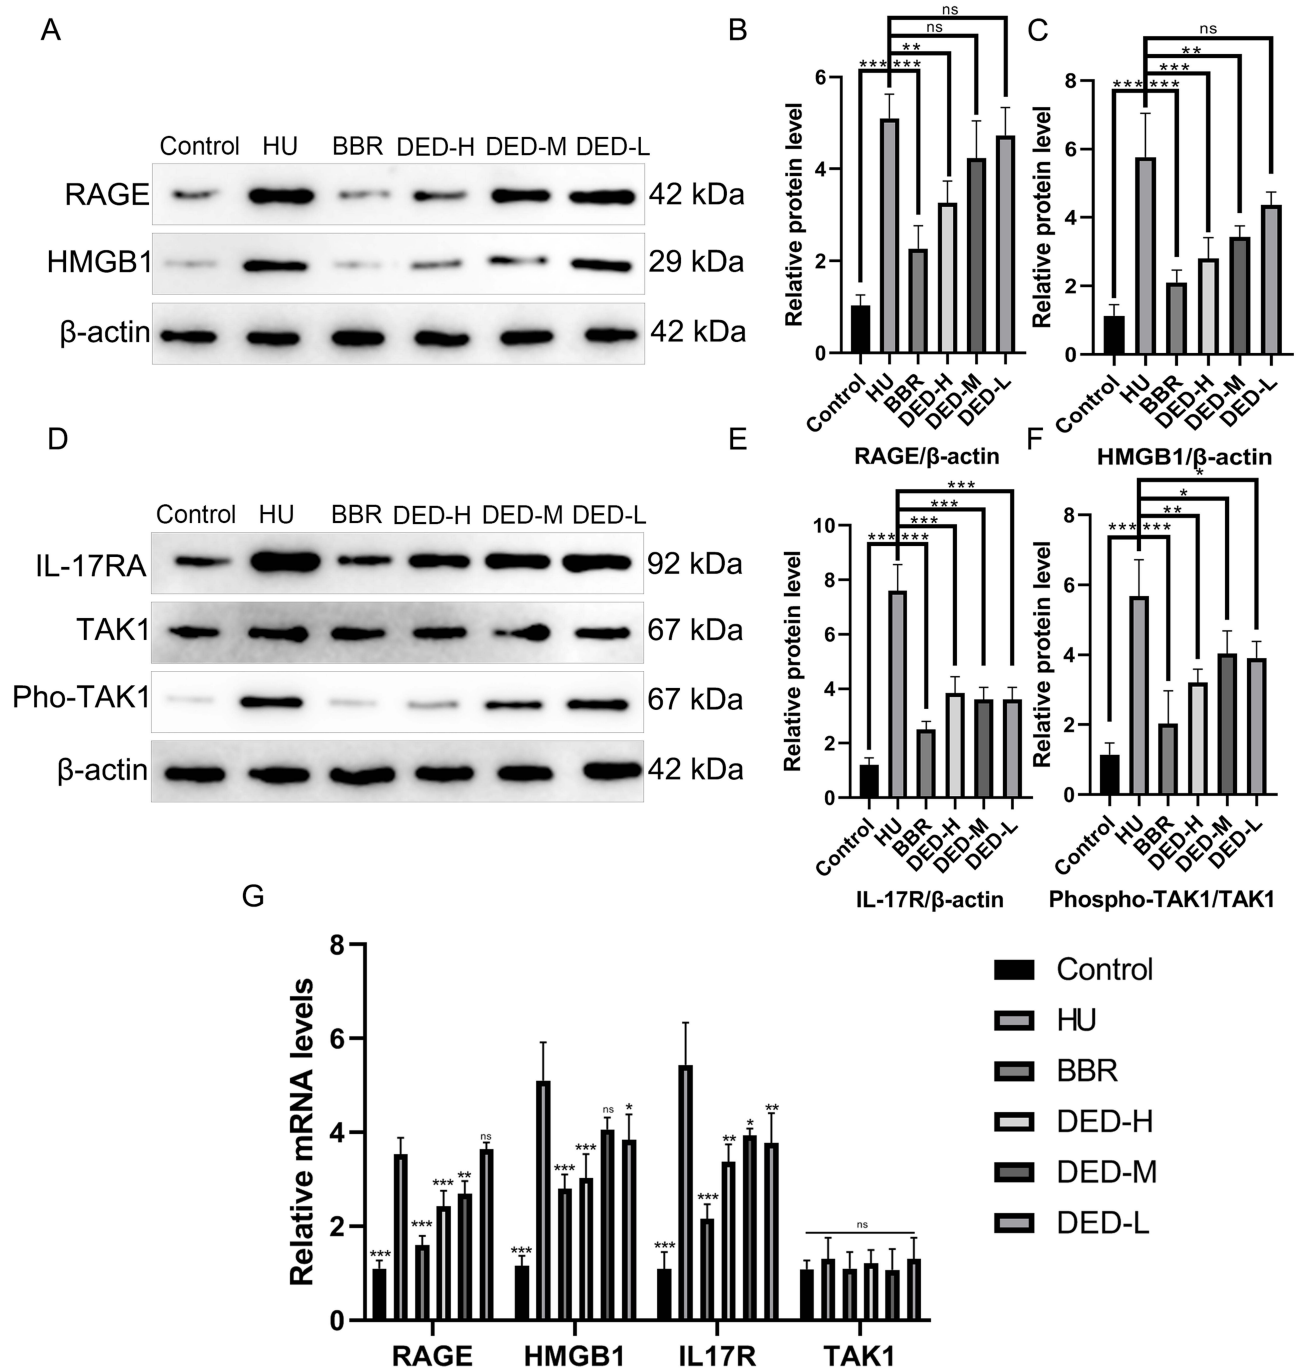 A
Control HU BBR DED-H DED-M DED-L
RAGE 42 kDa
HMGB1 29 kDa
β-actin 42 kDa
B
ns
ns
**
*** ***
Relative protein level
6
4
2
0
Control HU BBR DED-H DED-M DED-L
RAGE/β-actin
C
ns
**
***
*** ***
Relative protein level
8
6
4
2
0
Control HU BBR DED-H DED-M DED-L
HMGB1/β-actin
D
Control HU BBR DED-H DED-M DED-L
IL-17RA 92 kDa
TAK1 67 kDa
Pho-TAK1 67 kDa
β-actin 42 kDa
E
***
***
***
*** ***
Relative protein level
10
8
6
4
2
0
Control HU BBR DED-H DED-M DED-L
IL-17R/β-actin
F
*
*
**
*** ***
Relative protein level
8
6
4
2
0
Control HU BBR DED-H DED-M DED-L
Phospho-TAK1/TAK1
G
Relative mRNA levels
8
6
4
2
0
*** *** *** ** ns
*** *** *** ns *
*** *** ** * **
ns
RAGE HMGB1 IL17R TAK1
Control
HU
BBR
DED-H
DED-M
DED-L